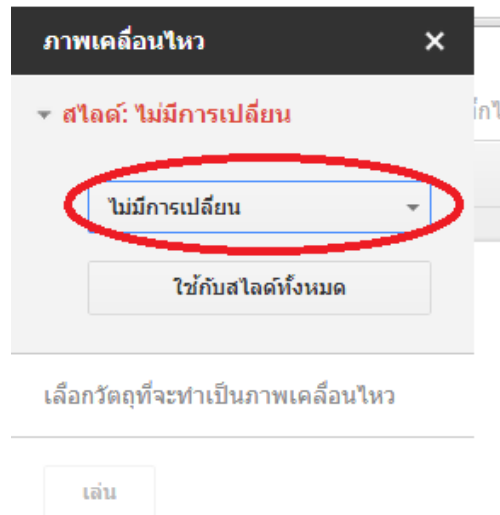 ภาพเคลื่อนไหว
สไลด์: ไม่มีการเปลี่ยน
ไม่มีการเปลี่ยน
ใช้กับสไลด์ทั้งหมด
เลือกวัตถุที่จะทำเป็นภาพเคลื่อนไหว
เล่น